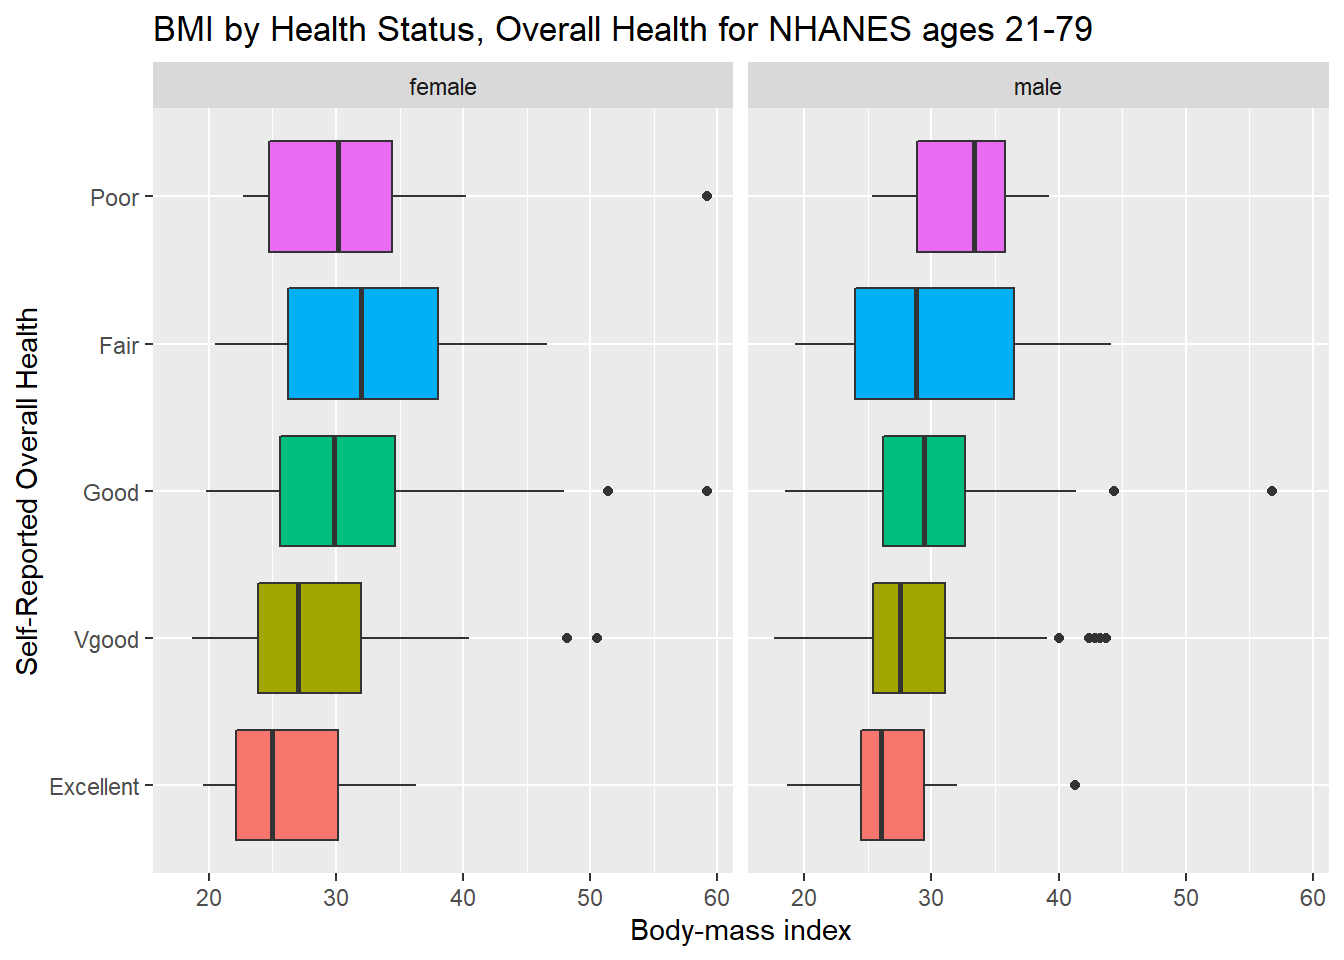 BMI by Health Status, Overall Health for NHANES ages 21-79
female
male
Self-Reported Overall Health
Poor
Fair
Good
Vgood
Excellent
20 30 40 50 60
20 30 40 50 60
Body-mass index